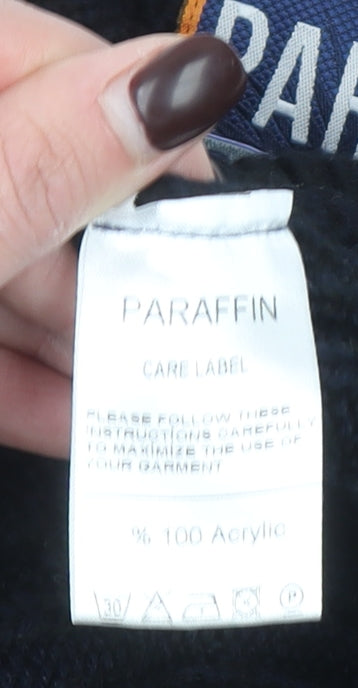 PAR
PARAFFIN
CARE LABEL
PLEASE FOLLOW THESE
INSTRUCTIONS CAREFULLY
TO MAXIMIZE THE USE OF
YOUR GARMENT
% 100 Acrylic
30
P